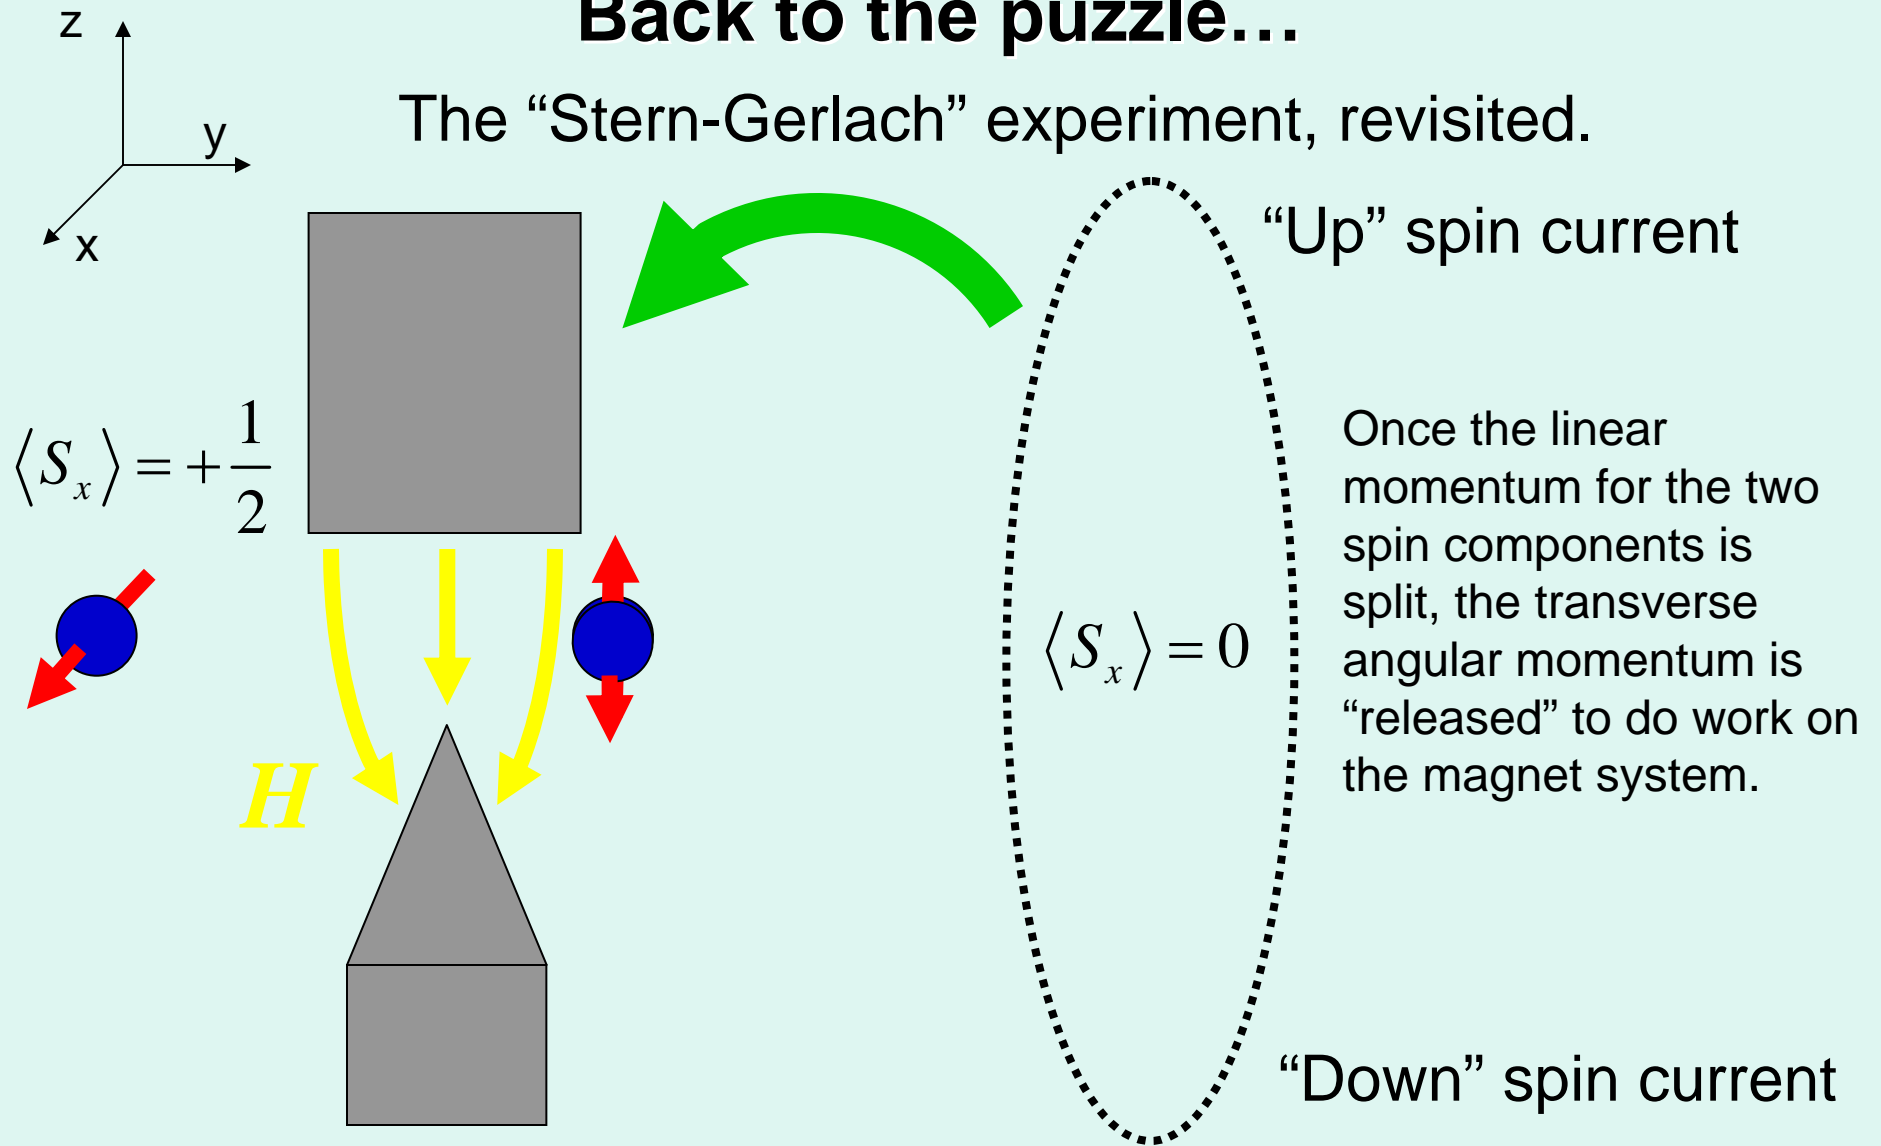 Back to the puzzle…
z
y
x
The “Stern-Gerlach” experiment, revisited.
“Up” spin current
⟨S_x⟩ = + 1/2
Once the linear
momentum for the two
spin components is
split, the transverse
angular momentum is
“released” to do work on
the magnet system.
⟨S_x⟩ = 0
H
“Down” spin current